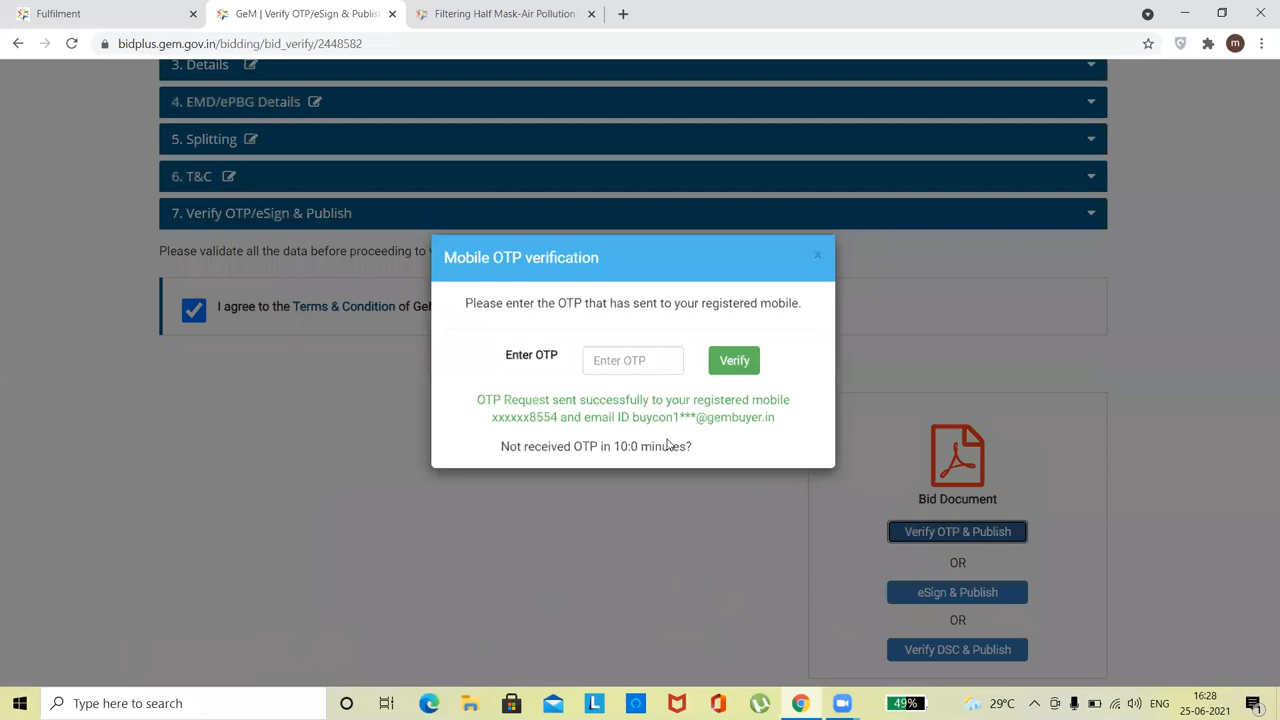 Fulfilment
GeM | Verify OTP/eSign & Publis
Filtering Half Mask-Air Pollution
bidplus.gem.gov.in/bidding/bid_verify/2448582
m
3. Details
4. EMD/ePBG Details
5. Splitting
6. T&C
7. Verify OTP/eSign & Publish
Please validate all the data before proceeding to
I agree to the Terms & Condition of GeM
Mobile OTP verification
x
Please enter the OTP that has sent to your registered mobile.
Enter OTP
Enter OTP
Verify
OTP Request sent successfully to your registered mobile
xxxxxx8554 and email ID buycon1***@gembuyer.in
Not received OTP in 10:0 minutes?
Bid Document
Verify OTP & Publish
OR
eSign & Publish
OR
Verify DSC & Publish
Type here to search
L
49%
29°C
ENG
16:28
25-06-2021
1